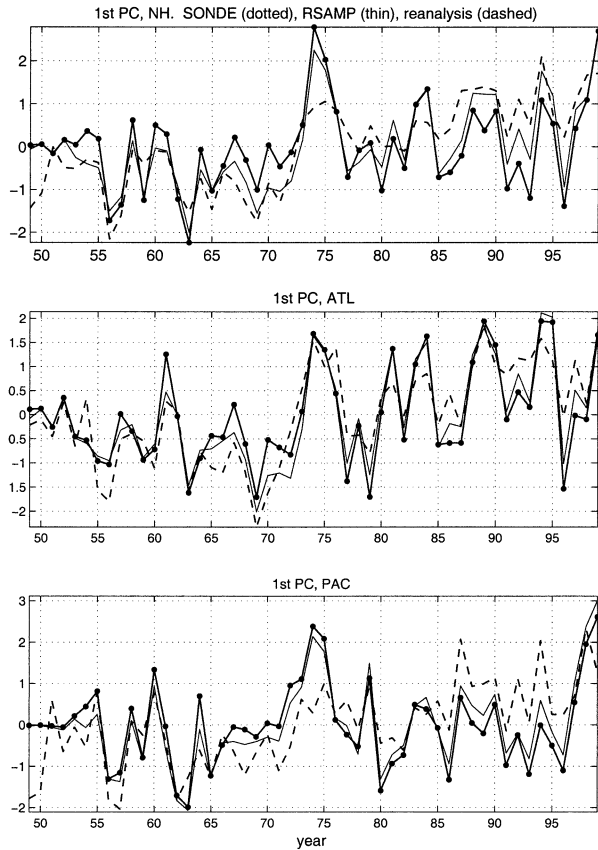 1st PC, NH. SONDE (dotted), RSAMP (thin), reanalysis (dashed)
2
1
0
−1
−2
50 55 60 65 70 75 80 85 90 95
1st PC, ATL
2
1.5
1
0.5
0
0.5
1
1.5
−2
50 55 60 65 70 75 80 85 90 95
1st PC, PAC
3
2
1
0
−1
−2
50 55 60 65 70 75 80 85 90 95
year